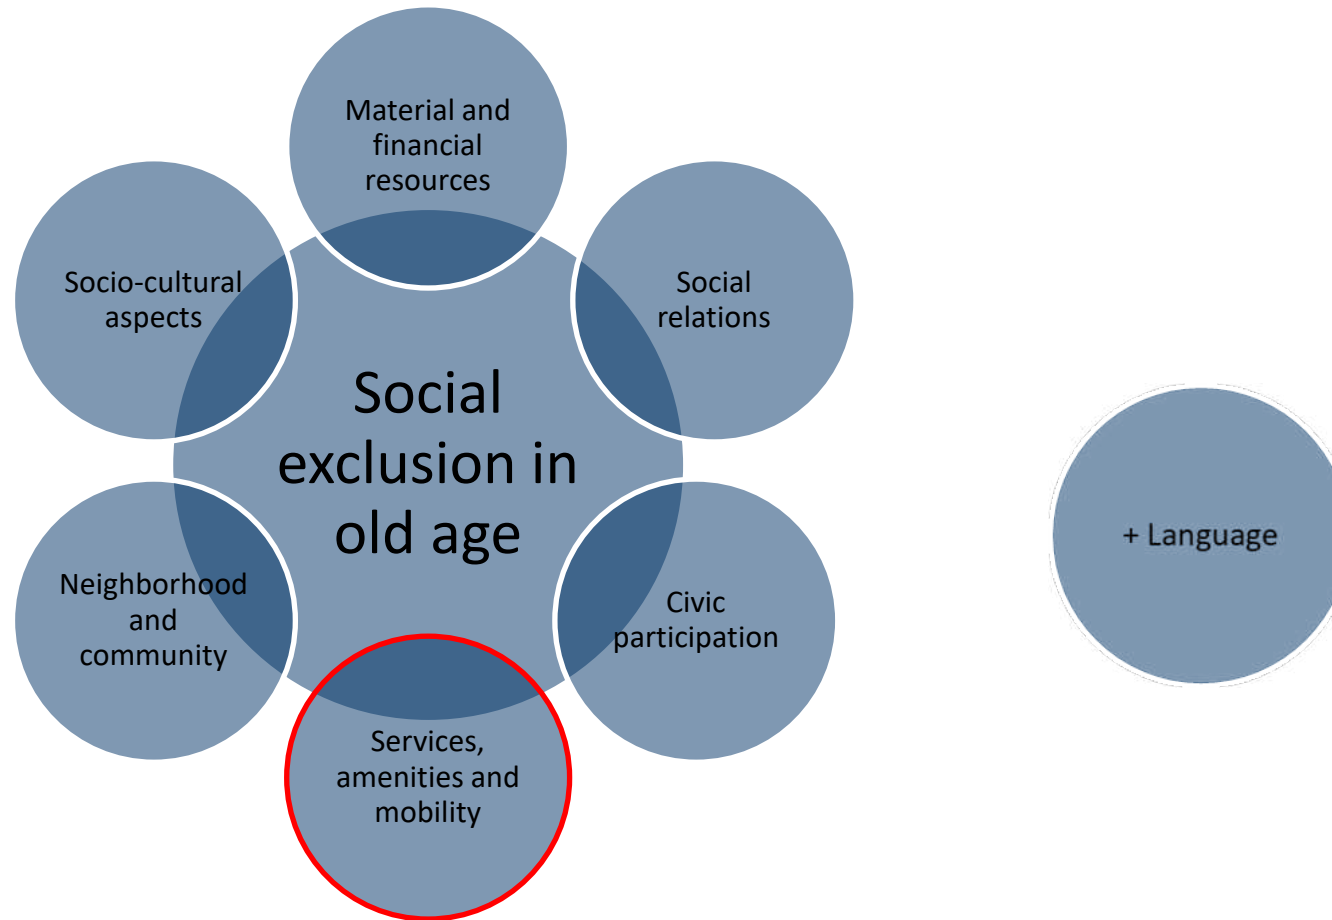 Material and
financial
resources
Socio-cultural
aspects
Social
relations
Social
exclusion in
old age
+ Language
Neighborhood
and
community
Civic
participation
Services,
amenities and
mobility